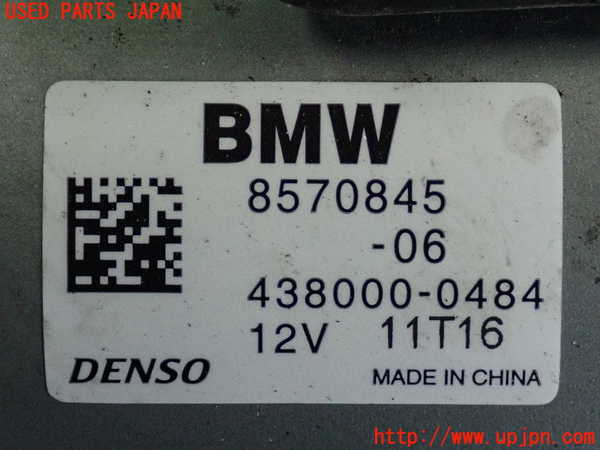 USED PARTS JAPAN
BMW
8570845
-06
438000-0484
12V 11T16
DENSO MADE IN CHINA
http://www.upjpn.com/